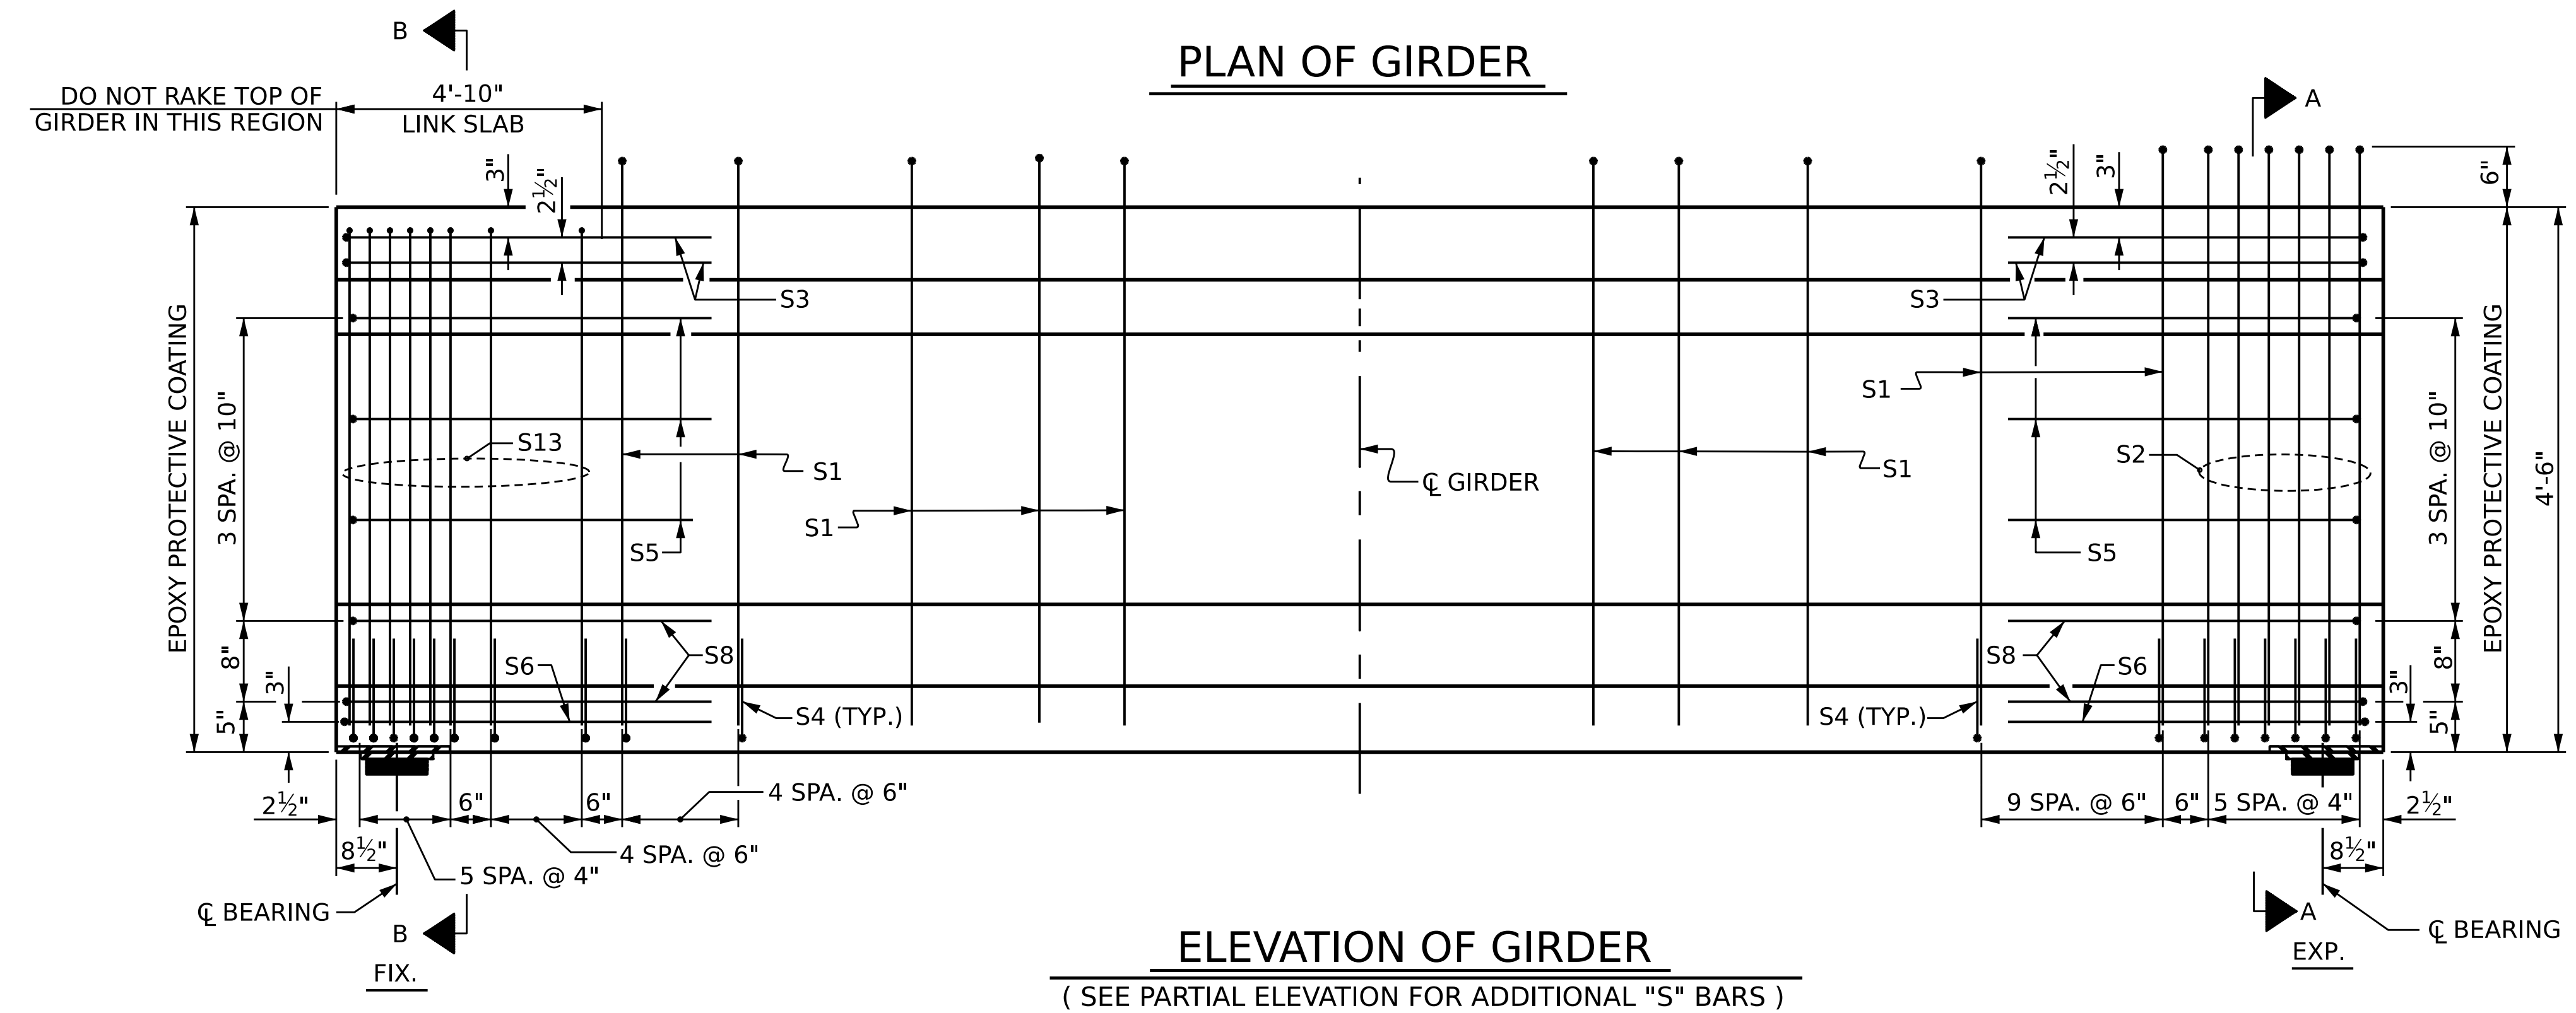 B
PLAN OF GIRDER
DO NOT RAKE TOP OF
GIRDER IN THIS REGION
4'-10"
LINK SLAB
A
3"
2½"
2½"
3"
6"
S3
S3
EPOXY PROTECTIVE COATING
3 SPA. @ 10"
S13
S1
S1
S5
℄ GIRDER
S1
S1
S2
S5
3 SPA. @ 10"
EPOXY PROTECTIVE COATING
4'-6"
8"
3"
5"
S6
S8
S4 (TYP.)
S8
S6
S4 (TYP.)
3"
8"
5"
2½"
6"
6"
4 SPA. @ 6"
9 SPA. @ 6"
6"
5 SPA. @ 4"
2½"
8½"
4 SPA. @ 6"
5 SPA. @ 4"
8½"
℄ BEARING
B
FIX.
A
℄ BEARING
EXP.
ELEVATION OF GIRDER
( SEE PARTIAL ELEVATION FOR ADDITIONAL "S" BARS )